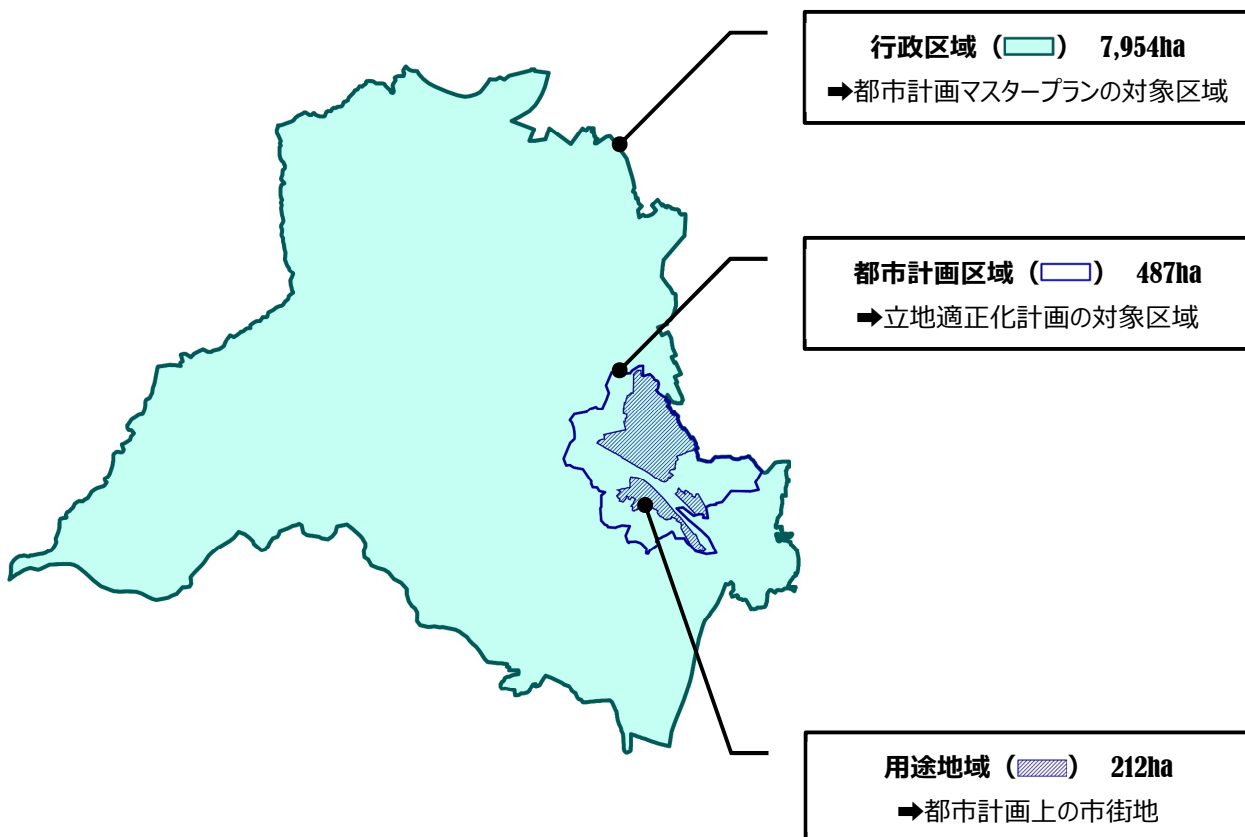 行政区域（　） 7,954ha
➡都市計画マスタープランの対象区域
都市計画区域（　） 487ha
➡立地適正化計画の対象区域
用途地域（　） 212ha
➡都市計画上の市街地